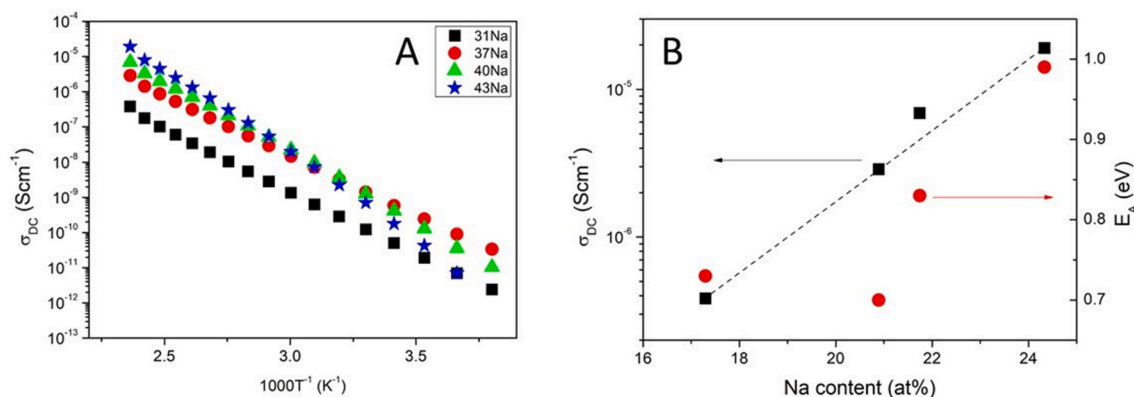 A
31Na
37Na
40Na
43Na
10⁻⁴
10⁻⁵
10⁻⁶
10⁻⁷
10⁻⁸
10⁻⁹
10⁻¹⁰
10⁻¹¹
10⁻¹²
10⁻¹³
σDC (Scm⁻¹)
2.5 3.0 3.5
1000T⁻¹ (K⁻¹)
B
10⁻⁵
10⁻⁶
σDC (Scm⁻¹)
1.0
0.9
0.8
0.7
EA (eV)
16 18 20 22 24
Na content (at%)